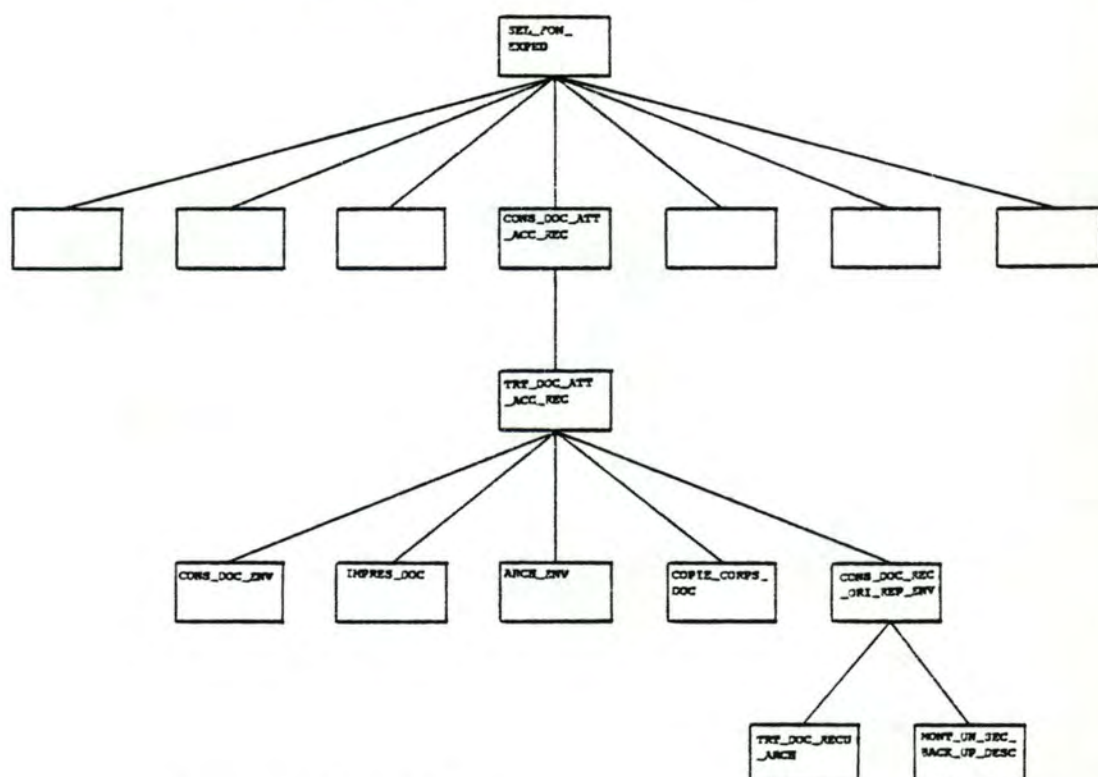 SEL_FON_
EXPED
CONS_DOC_ATT
_ACC_REC
TRT_DOC_ATT
_ACC_REC
CONS_DOC_ENV
IMPRES_DOC
ARCH_ENV
COPIE_CORPS_
DOC
CONS_DOC_REC
_ORI_REP_ENV
TRT_DOC_RECU
_ARCH
MONT_UN_SEC_
BACK_UP_DESC